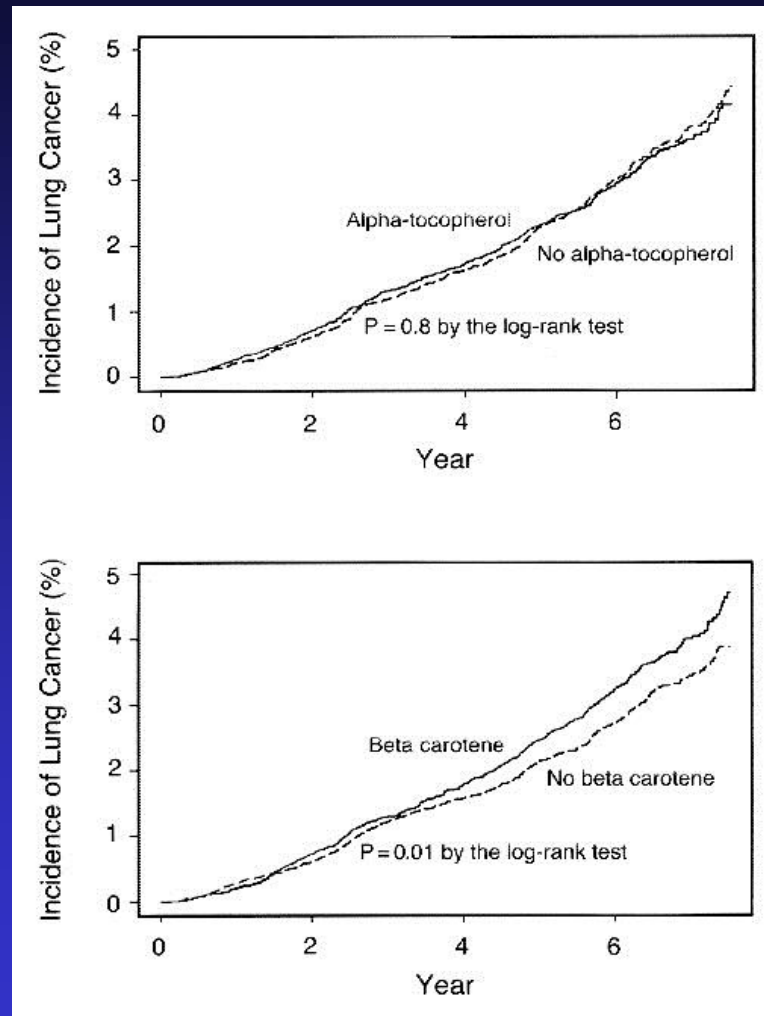 Incidence of Lung Cancer (%)
5
4
3
2
1
0
Alpha-tocopherol
No alpha-tocopherol
P = 0.8 by the log-rank test
0 2 4 6
Year
Incidence of Lung Cancer (%)
5
4
3
2
1
0
Beta carotene
No beta carotene
P = 0.01 by the log-rank test
0 2 4 6
Year